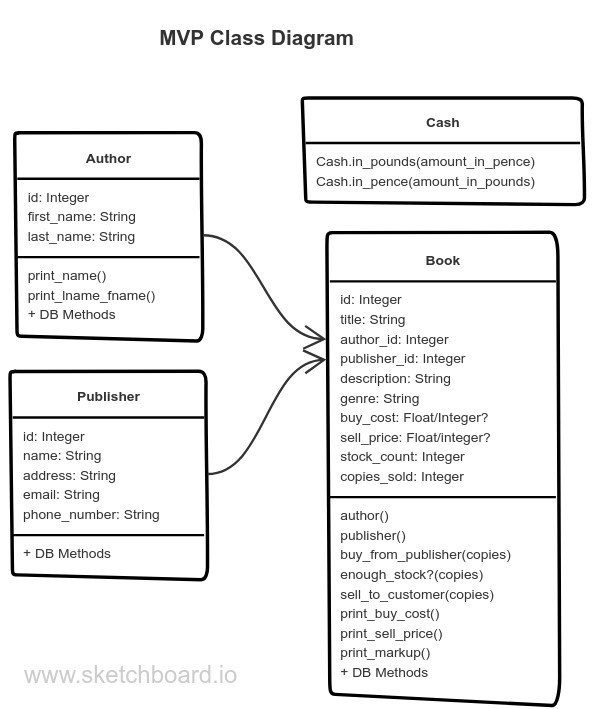 MVP Class Diagram
Cash
Cash.in_pounds(amount_in_pence)
Cash.in_pence(amount_in_pounds)
Author
id: Integer
first_name: String
last_name: String
print_name()
print_lname_fname()
+ DB Methods
Book
id: Integer
title: String
author_id: Integer
publisher_id: Integer
description: String
genre: String
buy_cost: Float/Integer?
sell_price: Float/integer?
stock_count: Integer
copies_sold: Integer
author()
publisher()
buy_from_publisher(copies)
enough_stock?(copies)
sell_to_customer(copies)
print_buy_cost()
print_sell_price()
print_markup()
+ DB Methods
Publisher
id: Integer
name: String
address: String
email: String
phone_number: String
+ DB Methods
www.sketchboard.io